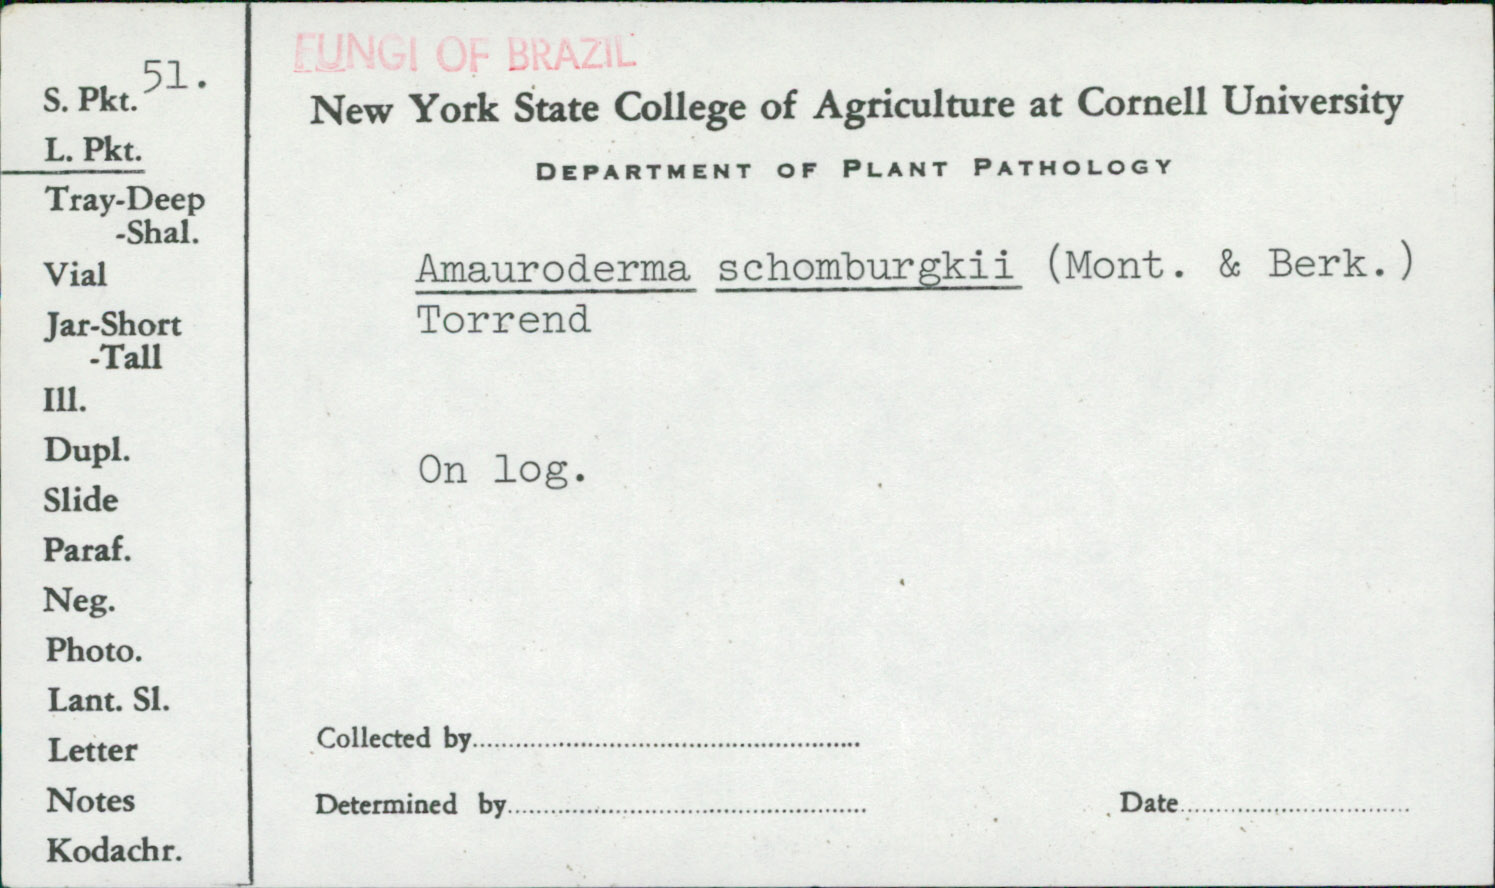 51.
S. Pkt.
L. Pkt.
Tray-Deep
-Shal.
Vial
Jar-Short
-Tall
Ill.
Dupl.
Slide
Paraf.
Neg.
Photo.
Lant. Sl.
Letter
Notes
Kodachr.
FUNGI OF BRAZIL
New York State College of Agriculture at Cornell University
DEPARTMENT OF PLANT PATHOLOGY
Amauroderma schomburgkii (Mont. & Berk.)
Torrend
On log.
Collected by
Determined by
Date